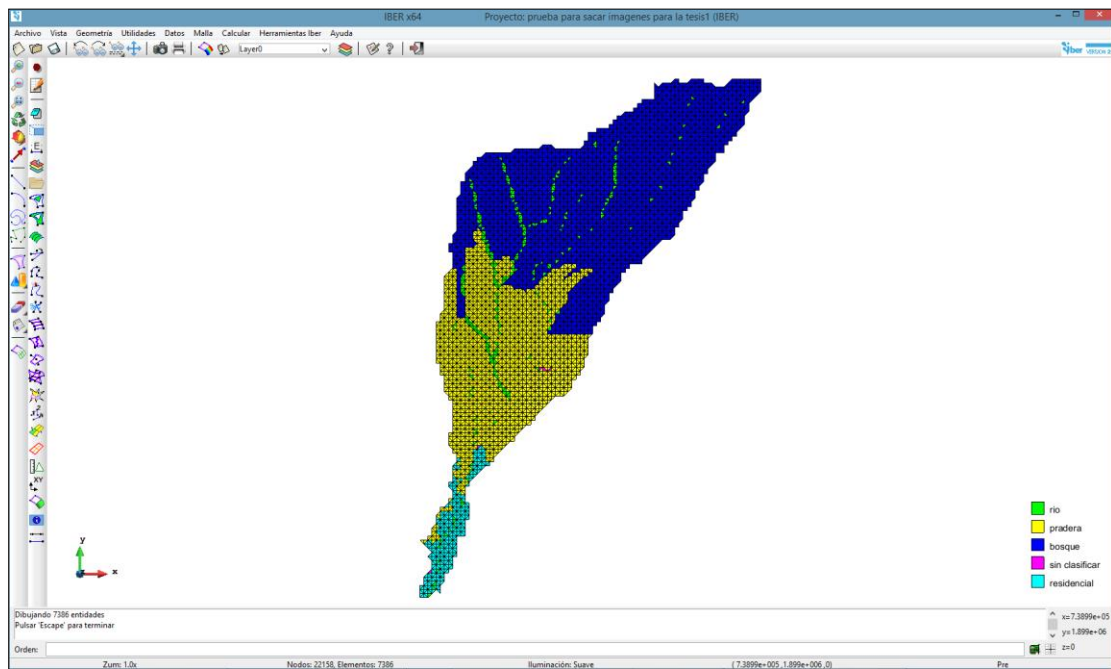 IBER x64 Proyecto: prueba para sacar imagenes para la tesis1 (IBER)
Archivo Vista Geometría Utilidades Datos Malla Calcular Herramientas Iber Ayuda
Layer0
Iber
E
XY
y
x
rio
pradera
bosque
sin clasificar
residencial
Dibujando 7386 entidades
Pulsar 'Escape' para terminar
x=7.3899e+05
y=1.899e+06
z=0
Orden:
Zum: 1.0x Nodos: 22158, Elementos: 7386 Iluminación: Suave ( 7.3899e+005 ,1.899e+006 ,0) Pre